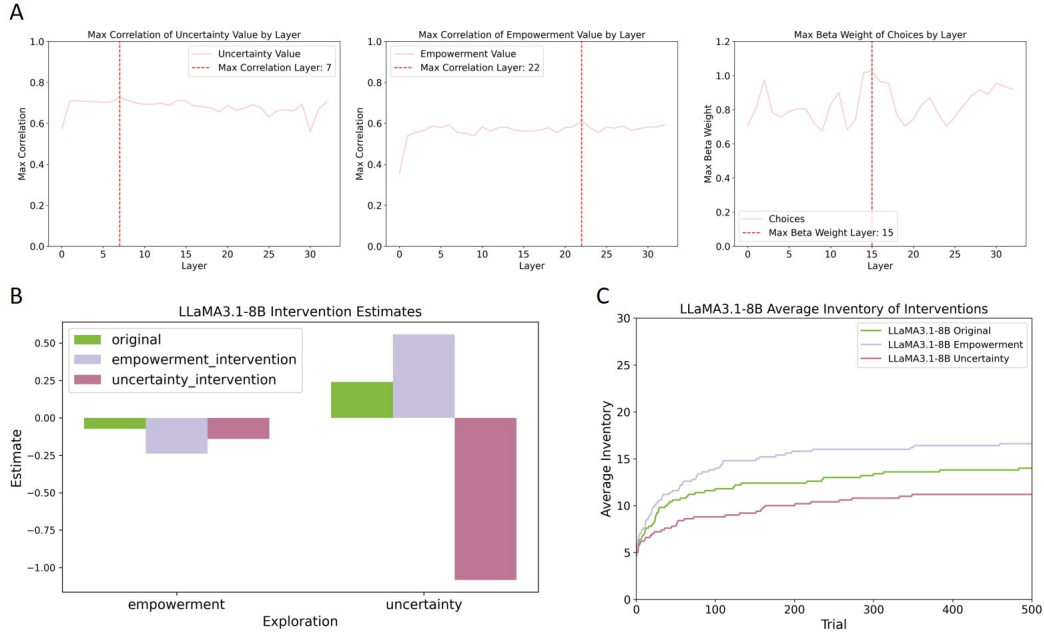 A
Max Correlation of Uncertainty Value by Layer
1.0
0.8
0.6
0.4
0.2
0.0
Max Correlation
Uncertainty Value
Max Correlation Layer: 7
0 5 10 15 20 25 30
Layer
Max Correlation of Empowerment Value by Layer
1.0
0.8
0.6
0.4
0.2
0.0
Max Correlation
Empowerment Value
Max Correlation Layer: 22
0 5 10 15 20 25 30
Layer
Max Beta Weight of Choices by Layer
1.2
1.0
0.8
0.6
0.4
0.2
0.0
Max Beta Weight
Choices
Max Beta Weight Layer: 15
0 5 10 15 20 25 30
Layer
B
LLaMA3.1-8B Intervention Estimates
original
empowerment_intervention
uncertainty_intervention
0.50
0.25
0.00
−0.25
−0.50
−0.75
−1.00
Estimate
empowerment uncertainty
Exploration
C
LLaMA3.1-8B Average Inventory of Interventions
LLaMA3.1-8B Original
LLaMA3.1-8B Empowerment
LLaMA3.1-8B Uncertainty
30
25
20
15
10
5
0
Average Inventory
0 100 200 300 400 500
Trial